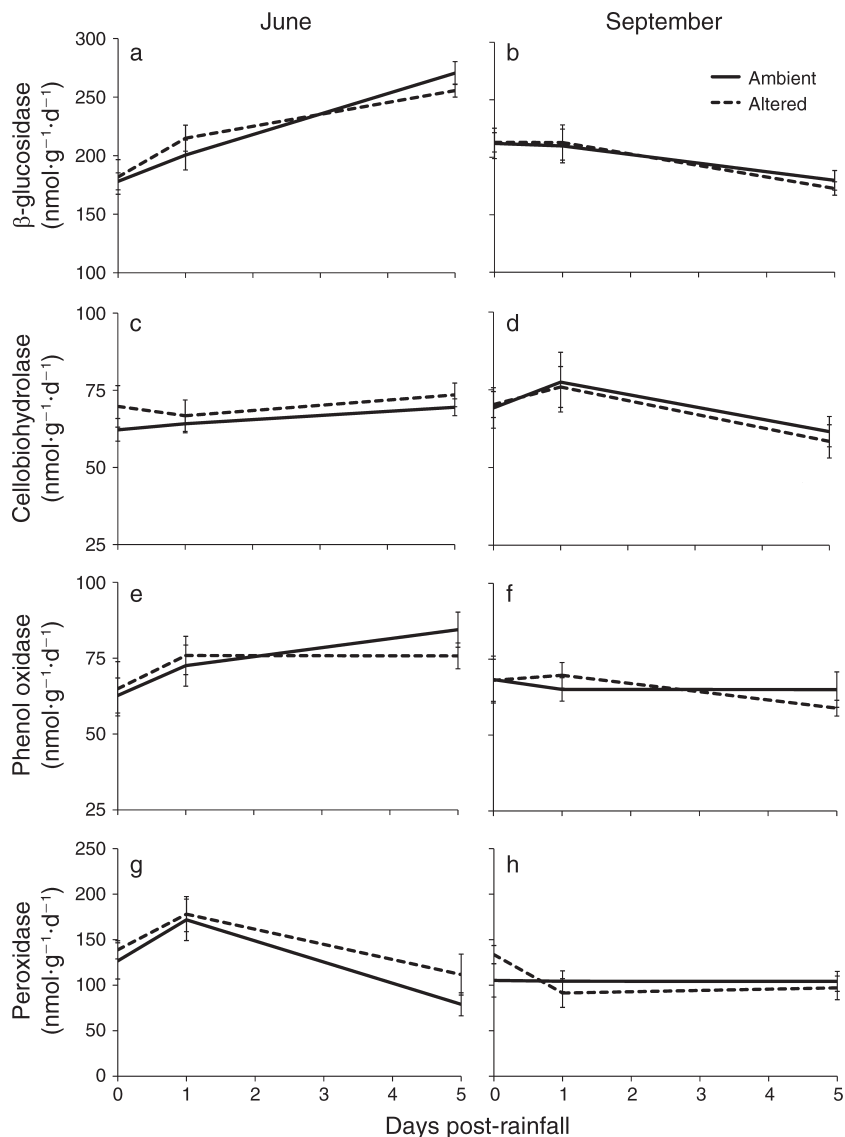 June
September
a
b
Ambient
Altered
300
250
200
150
100
β-glucosidase
(nmol·g⁻¹·d⁻¹)
c
d
100
75
50
25
Cellobiohydrolase
(nmol·g⁻¹·d⁻¹)
e
f
100
75
50
25
Phenol oxidase
(nmol·g⁻¹·d⁻¹)
g
h
250
200
150
100
50
0
Peroxidase
(nmol·g⁻¹·d⁻¹)
0 1 2 3 4 5
0 1 2 3 4 5
Days post-rainfall